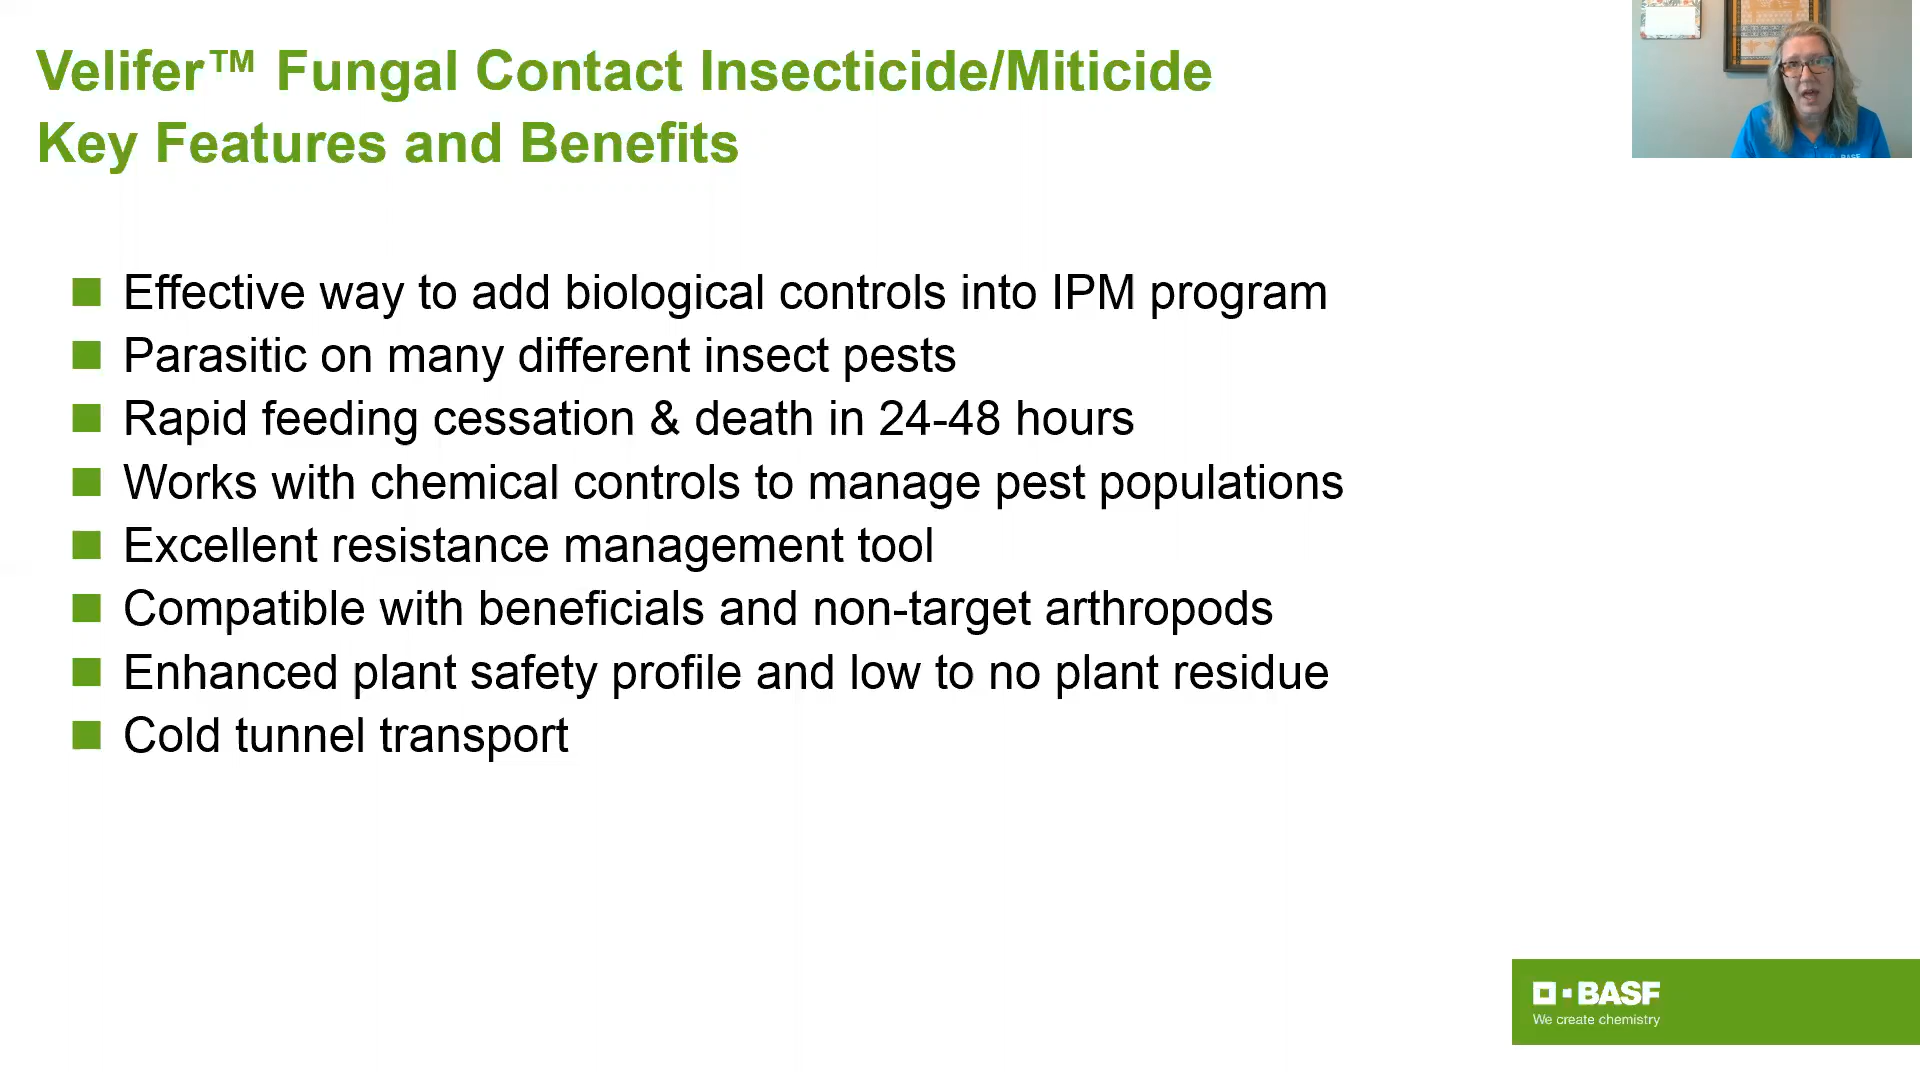 Velifer™ Fungal Contact Insecticide/Miticide
Key Features and Benefits
Effective way to add biological controls into IPM program
Parasitic on many different insect pests
Rapid feeding cessation & death in 24-48 hours
Works with chemical controls to manage pest populations
Excellent resistance management tool
Compatible with beneficials and non-target arthropods
Enhanced plant safety profile and low to no plant residue
Cold tunnel transport
BASF
BASF
We create chemistry